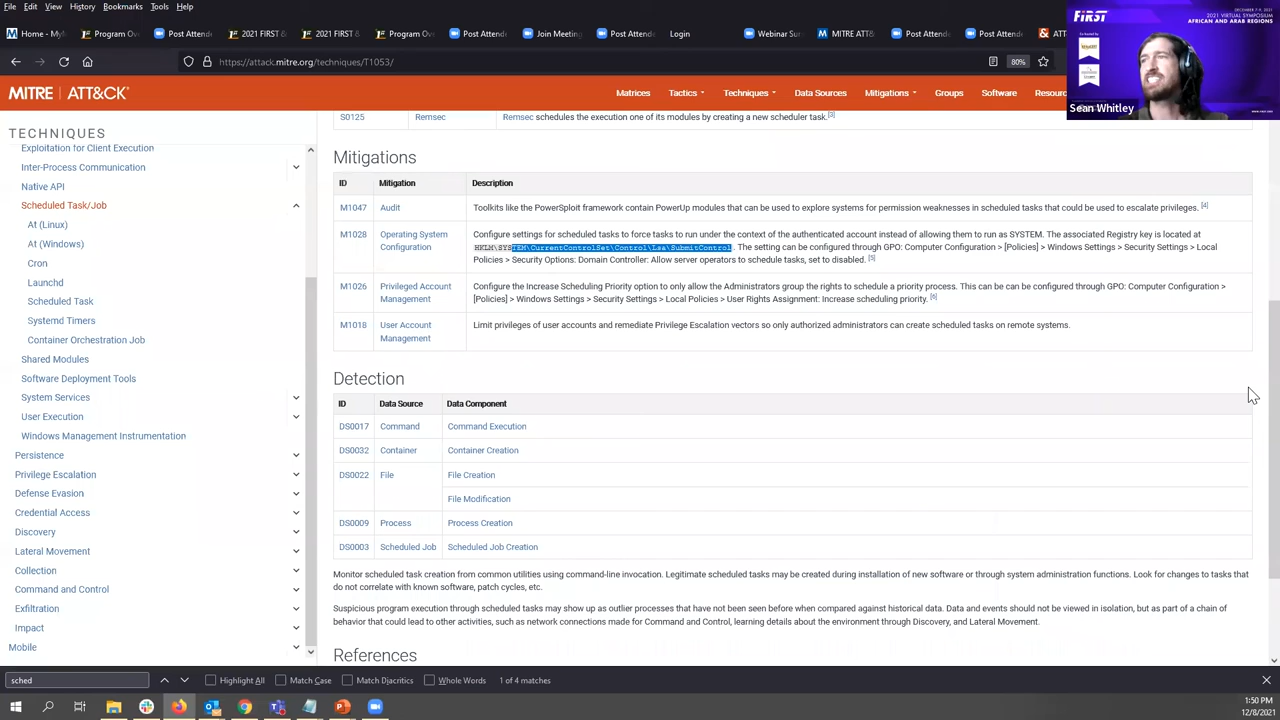 File Edit View History Bookmarks Tools Help
Home - My
Program Ov
Post Attend
2021 FIRST &
2021 FIRST &
Program Ov
Post Attend
Join Meetin
Post Attend
Login
Webinar Sur
MITRE ATT&
Post Attende
Post Attende
ATT&
https://attack.mitre.org/techniques/T1053/
80%
FiRST
DECEMBER 7-9, 2021
2021 VIRTUAL SYMPOSIUM
AFRICAN AND ARAB REGIONS
Sean Whitley
MITRE | ATT&CK®
Matrices Tactics Techniques Data Sources Mitigations Groups Software Resourc
TECHNIQUES
Exploitation for Client Execution
Inter-Process Communication
Native API
Scheduled Task/Job
At (Linux)
At (Windows)
Cron
Launchd
Scheduled Task
Systemd Timers
Container Orchestration Job
Shared Modules
Software Deployment Tools
System Services
User Execution
Windows Management Instrumentation
Persistence
Privilege Escalation
Defense Evasion
Credential Access
Discovery
Lateral Movement
Collection
Command and Control
Exfiltration
Impact
Mobile
S0125 Remsec Remsec schedules the execution one of its modules by creating a new scheduler task.[3]
Mitigations
ID Mitigation Description
M1047 Audit Toolkits like the PowerSploit framework contain PowerUp modules that can be used to explore systems for permission weaknesses in scheduled tasks that could be used to escalate privileges. [4]
M1028 Operating System Configuration Configure settings for scheduled tasks to force tasks to run under the context of the authenticated account instead of allowing them to run as SYSTEM. The associated Registry key is located at
HKLM\SYSTEM\CurrentControlSet\Control\Lsa\SubmitControl. The setting can be configured through GPO: Computer Configuration > [Policies] > Windows Settings > Security Settings > Local
Policies > Security Options: Domain Controller: Allow server operators to schedule tasks, set to disabled. [5]
M1026 Privileged Account Management Configure the Increase Scheduling Priority option to only allow the Administrators group the rights to schedule a priority process. This can be can be configured through GPO: Computer Configuration >
[Policies] > Windows Settings > Security Settings > Local Policies > User Rights Assignment: Increase scheduling priority. [6]
M1018 User Account Management Limit privileges of user accounts and remediate Privilege Escalation vectors so only authorized administrators can create scheduled tasks on remote systems.
Detection
ID Data Source Data Component
DS0017 Command Command Execution
DS0032 Container Container Creation
DS0022 File File Creation
File Modification
DS0009 Process Process Creation
DS0003 Scheduled Job Scheduled Job Creation
Monitor scheduled task creation from common utilities using command-line invocation. Legitimate scheduled tasks may be created during installation of new software or through system administration functions. Look for changes to tasks that
do not correlate with known software, patch cycles, etc.
Suspicious program execution through scheduled tasks may show up as outlier processes that have not been seen before when compared against historical data. Data and events should not be viewed in isolation, but as part of a chain of
behavior that could lead to other activities, such as network connections made for Command and Control, learning details about the environment through Discovery, and Lateral Movement.
References
sched
Highlight All Match Case Match Diacritics Whole Words 1 of 4 matches
1:50 PM
12/8/2021